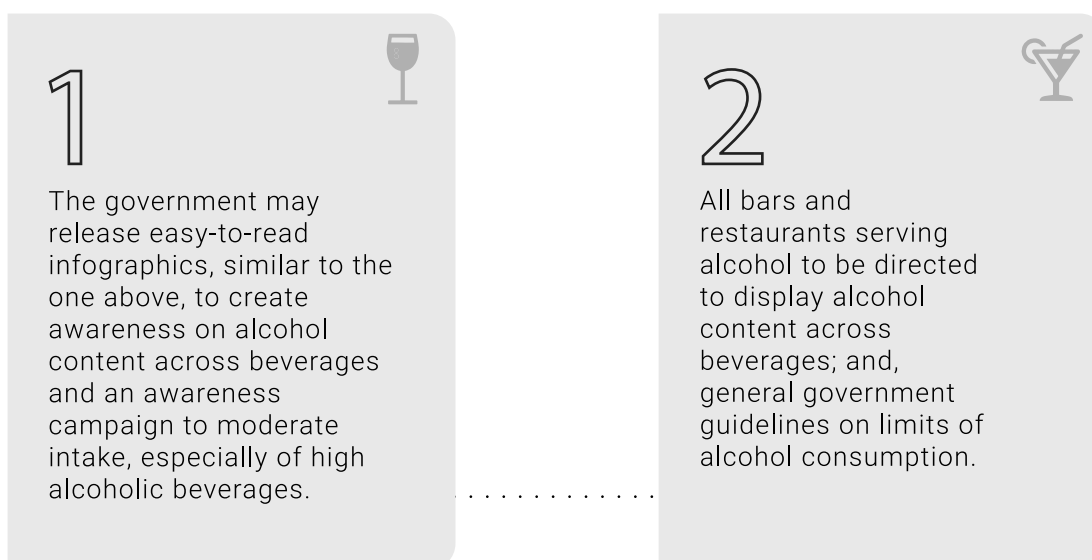 1
The government may
release easy-to-read
infographics, similar to the
one above, to create
awareness on alcohol
content across beverages
and an awareness
campaign to moderate
intake, especially of high
alcoholic beverages.
2
All bars and
restaurants serving
alcohol to be directed
to display alcohol
content across
beverages; and,
general government
guidelines on limits of
alcohol consumption.